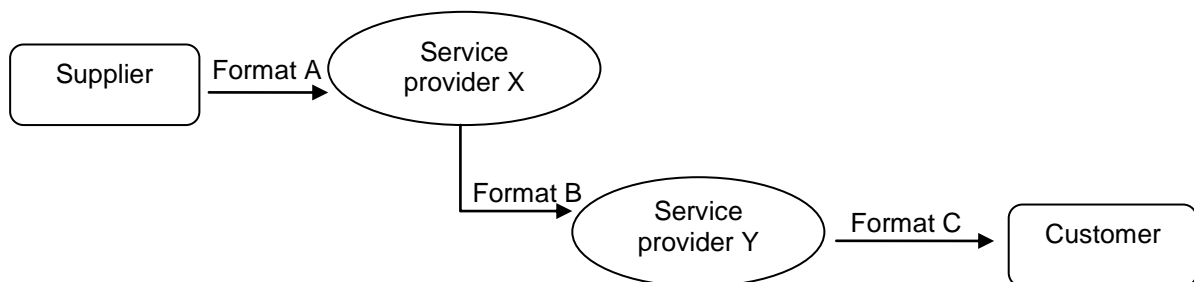 Supplier
Format A
Service
provider X
Format B
Service
provider Y
Format C
Customer